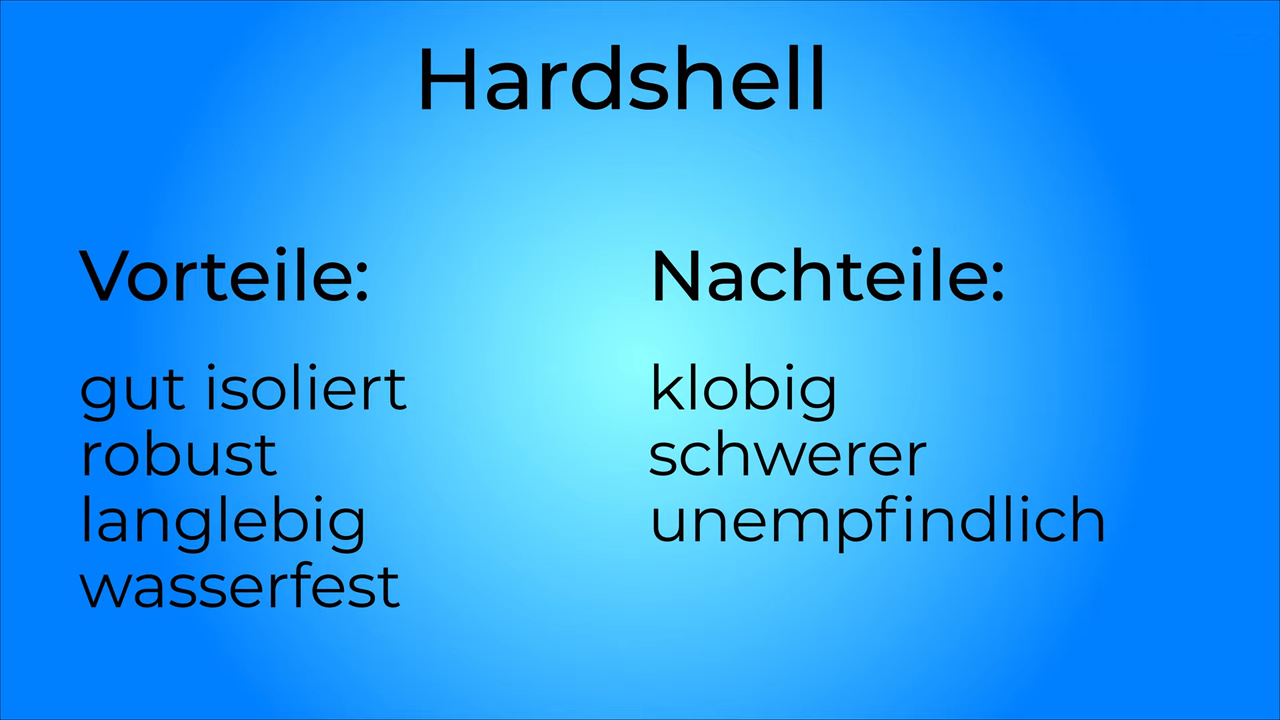 Hardshell
Vorteile:
gut isoliert
robust
langlebig
wasserfest
Nachteile:
klobig
schwerer
unempfindlich